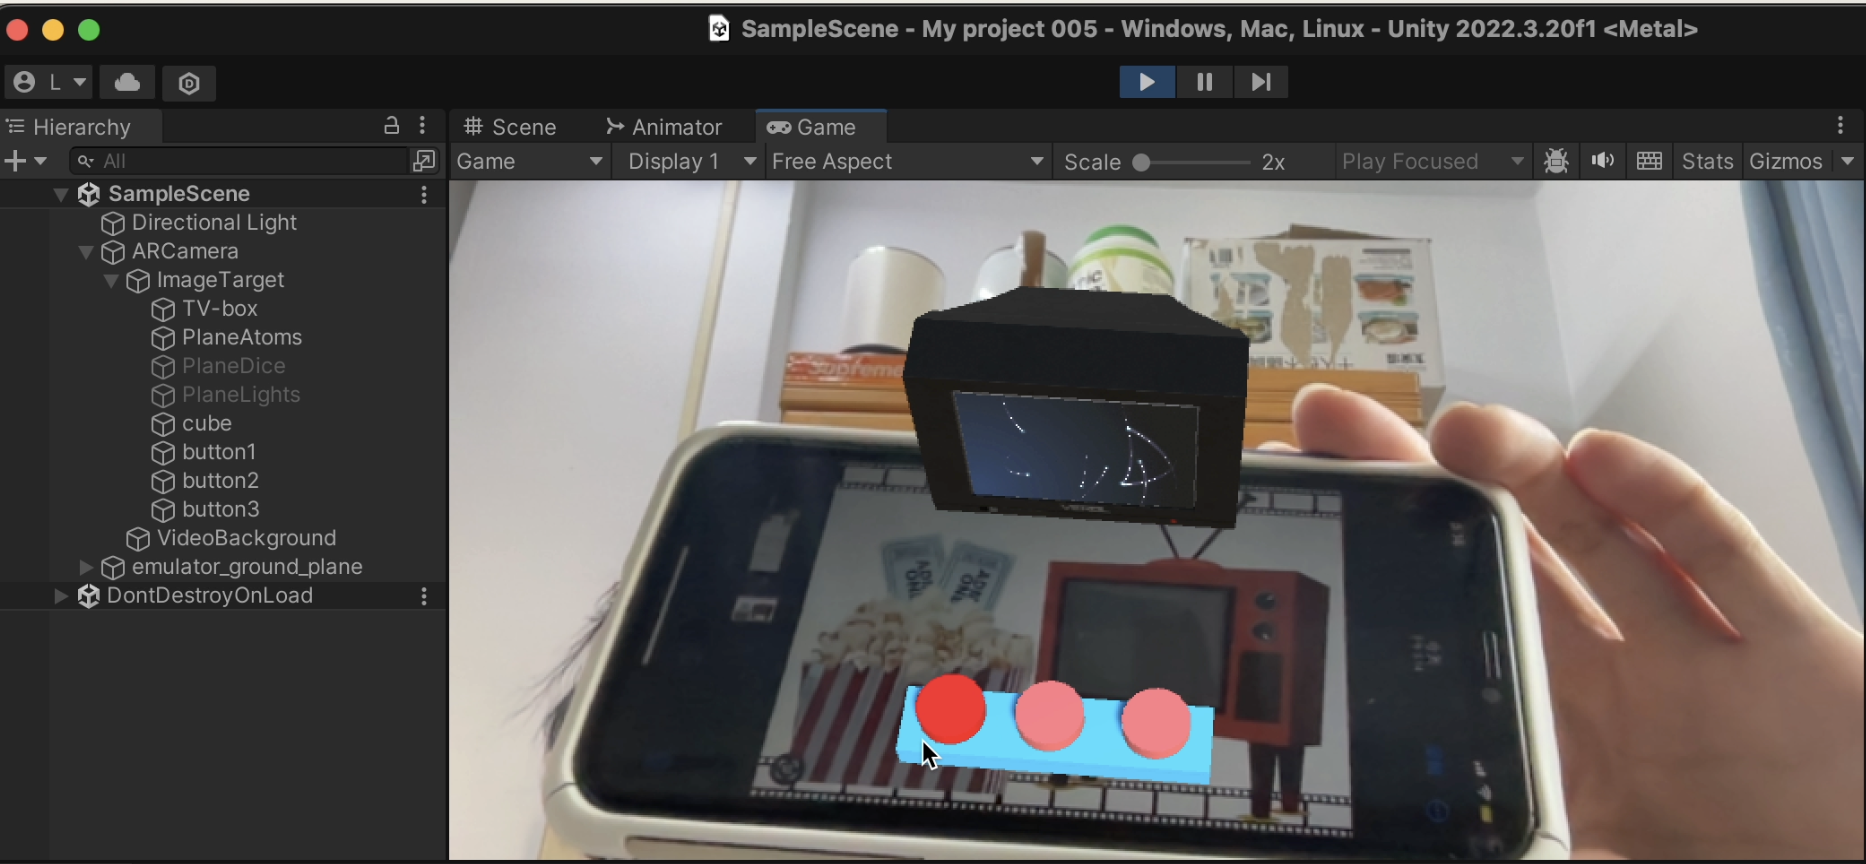 SampleScene - My project 005 - Windows, Mac, Linux - Unity 2022.3.20f1 <Metal>
L
Hierarchy
Scene
Animator
Game
All
Game
Display 1
Free Aspect
Scale
2x
Play Focused
Stats
Gizmos
SampleScene
Directional Light
ARCamera
ImageTarget
TV-box
PlaneAtoms
PlaneDice
PlaneLights
cube
button1
button2
button3
VideoBackground
emulator_ground_plane
DontDestroyOnLoad
Supreme